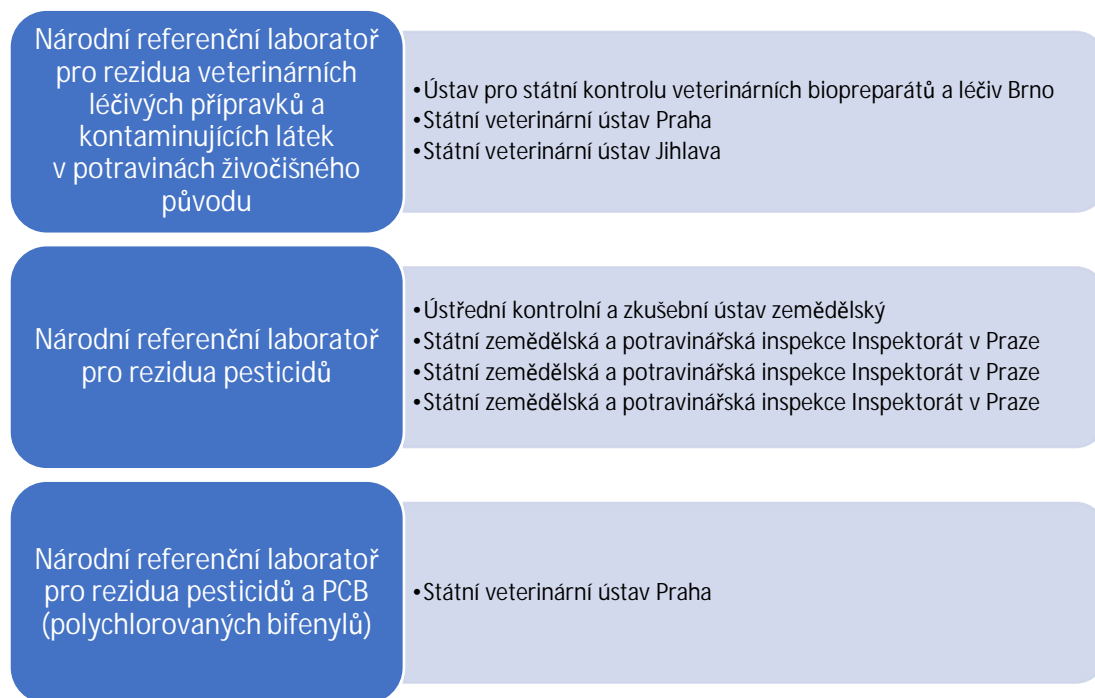 Národní referenční laboratoř
pro rezidua veterinárních
léčivých přípravků a
kontaminujících látek
v potravinách živočišného
původu
•Ústav pro státní kontrolu veterinárních biopreparátů a léčiv Brno
•Státní veterinární ústav Praha
•Státní veterinární ústav Jihlava
Národní referenční laboratoř
pro rezidua pesticidů
•Ústřední kontrolní a zkušební ústav zemědělský
•Státní zemědělská a potravinářská inspekce Inspektorát v Praze
•Státní zemědělská a potravinářská inspekce Inspektorát v Praze
•Státní zemědělská a potravinářská inspekce Inspektorát v Praze
Národní referenční laboratoř
pro rezidua pesticidů a PCB
(polychlorovaných bifenylů)
•Státní veterinární ústav Praha